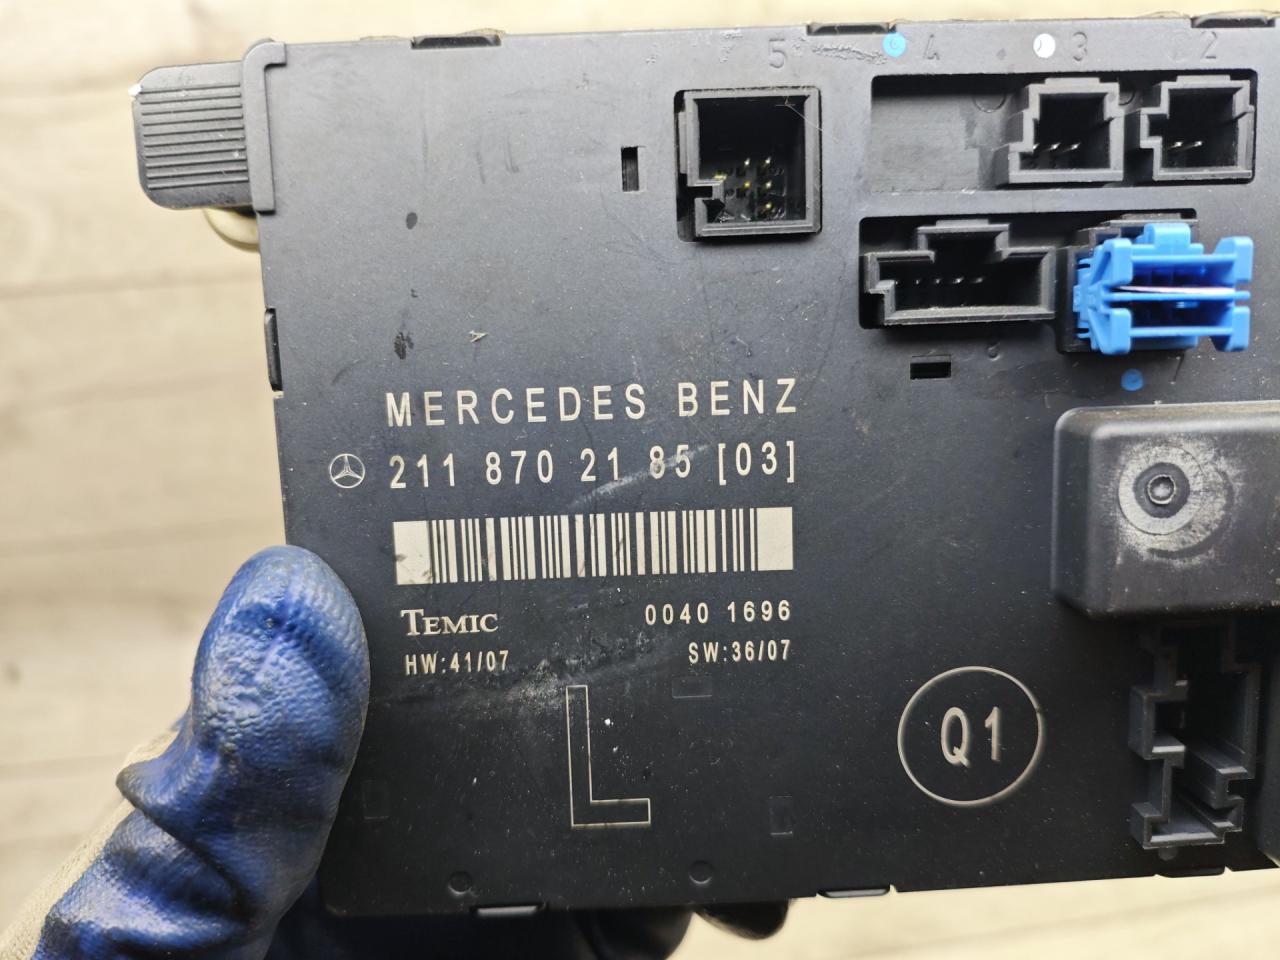 5 4 3 2
MERCEDES BENZ
211 870 21 85 [03]
TEMIC 0040 1696
HW:41/07 SW:36/07
L
Q1